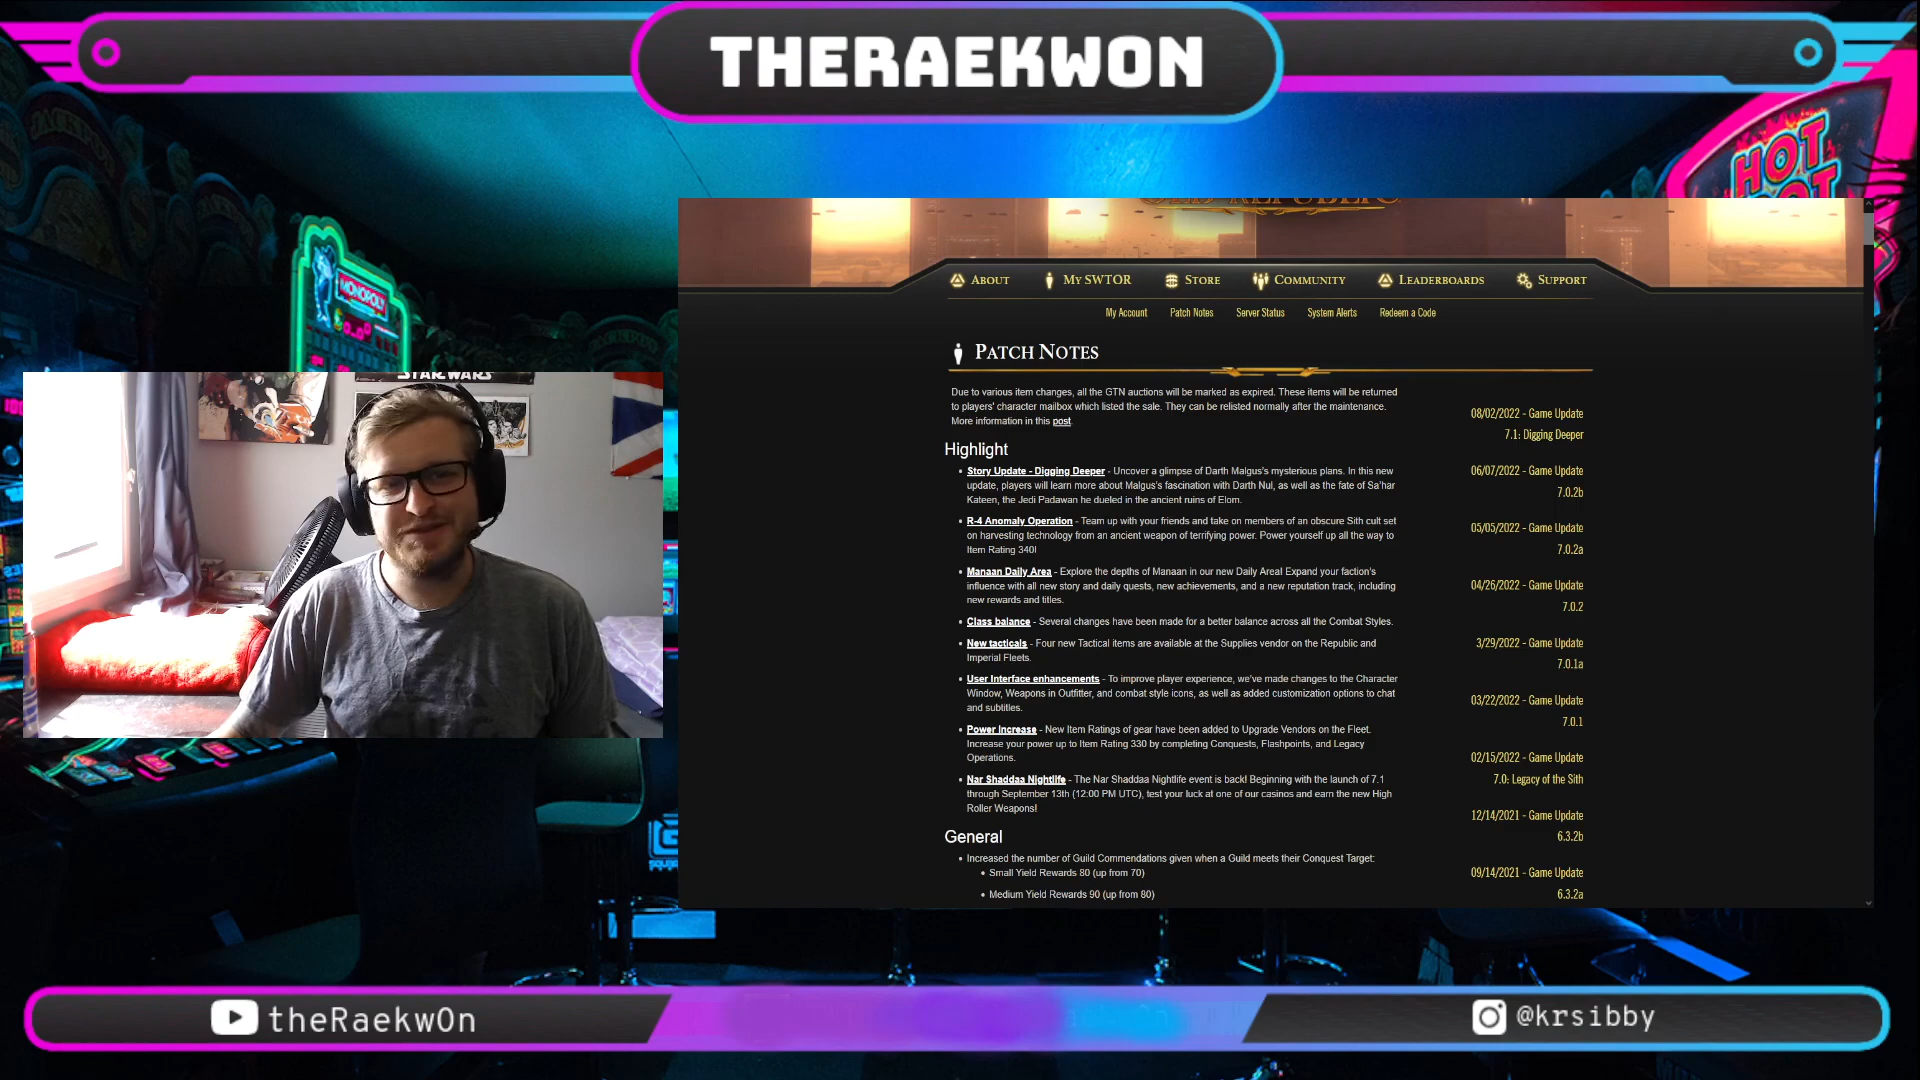 THERAEKWON
HOT
MONOPOLY
STAR WARS
OLD REPUBLIC
About My SWTOR Store Community Leaderboards Support
My Account Patch Notes Server Status System Alerts Redeem a Code
Patch Notes
Due to various item changes, all the GTN auctions will be marked as expired. These items will be returned
to players' character mailbox which listed the sale. They can be relisted normally after the maintenance.
More information in this post.
Highlight
• Story Update - Digging Deeper - Uncover a glimpse of Darth Malgus's mysterious plans. In this new
update, players will learn more about Malgus's fascination with Darth Nul, as well as the fate of Sa'har
Kateen, the Jedi Padawan he dueled in the ancient ruins of Elom.
• R-4 Anomaly Operation - Team up with your friends and take on members of an obscure Sith cult set
on harvesting technology from an ancient weapon of terrifying power. Power yourself up all the way to
Item Rating 340!
• Manaan Daily Area - Explore the depths of Manaan in our new Daily Area! Expand your faction's
influence with all new story and daily quests, new achievements, and a new reputation track, including
new rewards and titles.
• Class balance - Several changes have been made for a better balance across all the Combat Styles.
• New tacticals - Four new Tactical items are available at the Supplies vendor on the Republic and
Imperial Fleets.
• User Interface enhancements - To improve player experience, we've made changes to the Character
Window, Weapons in Outfitter, and combat style icons, as well as added customization options to chat
and subtitles.
• Power Increase - New Item Ratings of gear have been added to Upgrade Vendors on the Fleet.
Increase your power up to Item Rating 330 by completing Conquests, Flashpoints, and Legacy
Operations.
• Nar Shaddaa Nightlife - The Nar Shaddaa Nightlife event is back! Beginning with the launch of 7.1
through September 13th (12:00 PM UTC), test your luck at one of our casinos and earn the new High
Roller Weapons!
General
• Increased the number of Guild Commendations given when a Guild meets their Conquest Target:
• Small Yield Rewards 80 (up from 70)
• Medium Yield Rewards 90 (up from 80)
08/02/2022 - Game Update
7.1: Digging Deeper
06/07/2022 - Game Update
7.0.2b
05/05/2022 - Game Update
7.0.2a
04/26/2022 - Game Update
7.0.2
3/29/2022 - Game Update
7.0.1a
03/22/2022 - Game Update
7.0.1
02/15/2022 - Game Update
7.0: Legacy of the Sith
12/14/2021 - Game Update
6.3.2b
09/14/2021 - Game Update
6.3.2a
theRaekwOn
@krsibby